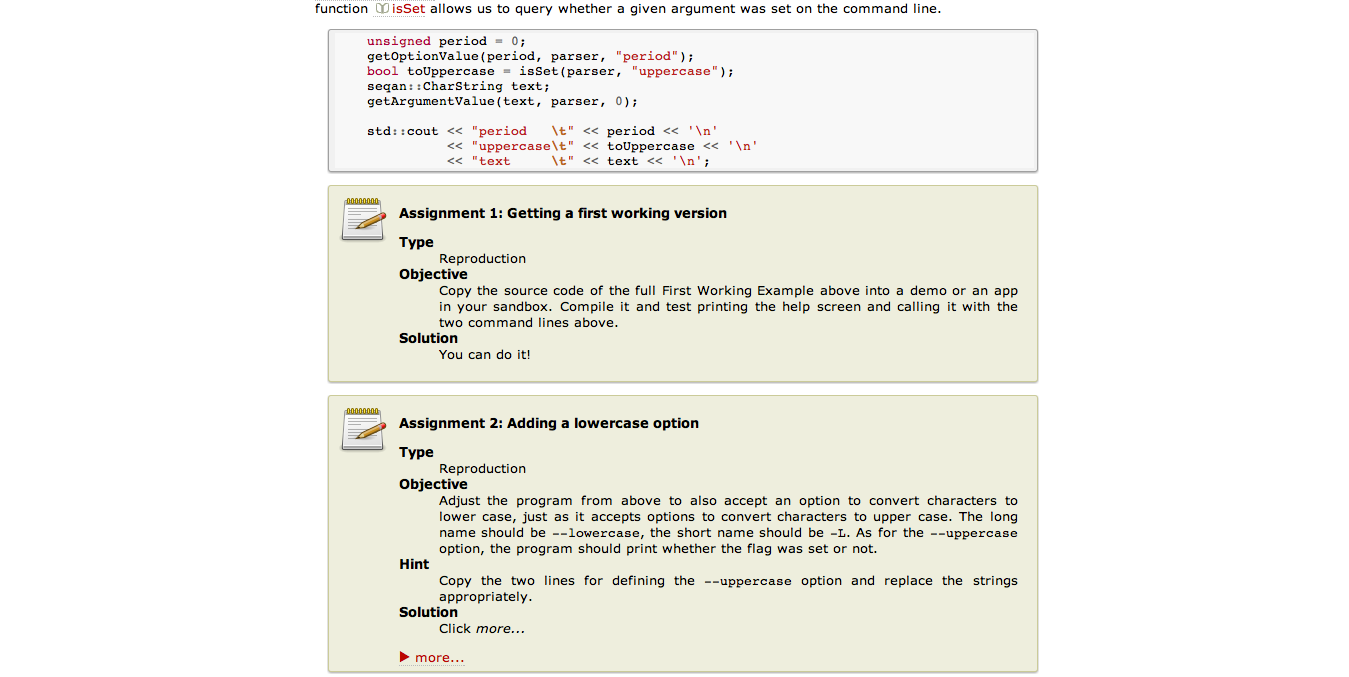 function isSet allows us to query whether a given argument was set on the command line.
unsigned period = 0;
getOptionValue(period, parser, "period");
bool toUppercase = isSet(parser, "uppercase");
seqan::CharString text;
getArgumentValue(text, parser, 0);
std::cout << "period   \t" << period << '\n'
          << "uppercase\t" << toUppercase << '\n'
          << "text     \t" << text << '\n';
Assignment 1: Getting a first working version
Type
Reproduction
Objective
Copy the source code of the full First Working Example above into a demo or an app
in your sandbox. Compile it and test printing the help screen and calling it with the
two command lines above.
Solution
You can do it!
Assignment 2: Adding a lowercase option
Type
Reproduction
Objective
Adjust the program from above to also accept an option to convert characters to
lower case, just as it accepts options to convert characters to upper case. The long
name should be --lowercase, the short name should be -L. As for the --uppercase
option, the program should print whether the flag was set or not.
Hint
Copy the two lines for defining the --uppercase option and replace the strings
appropriately.
Solution
Click more...
more...